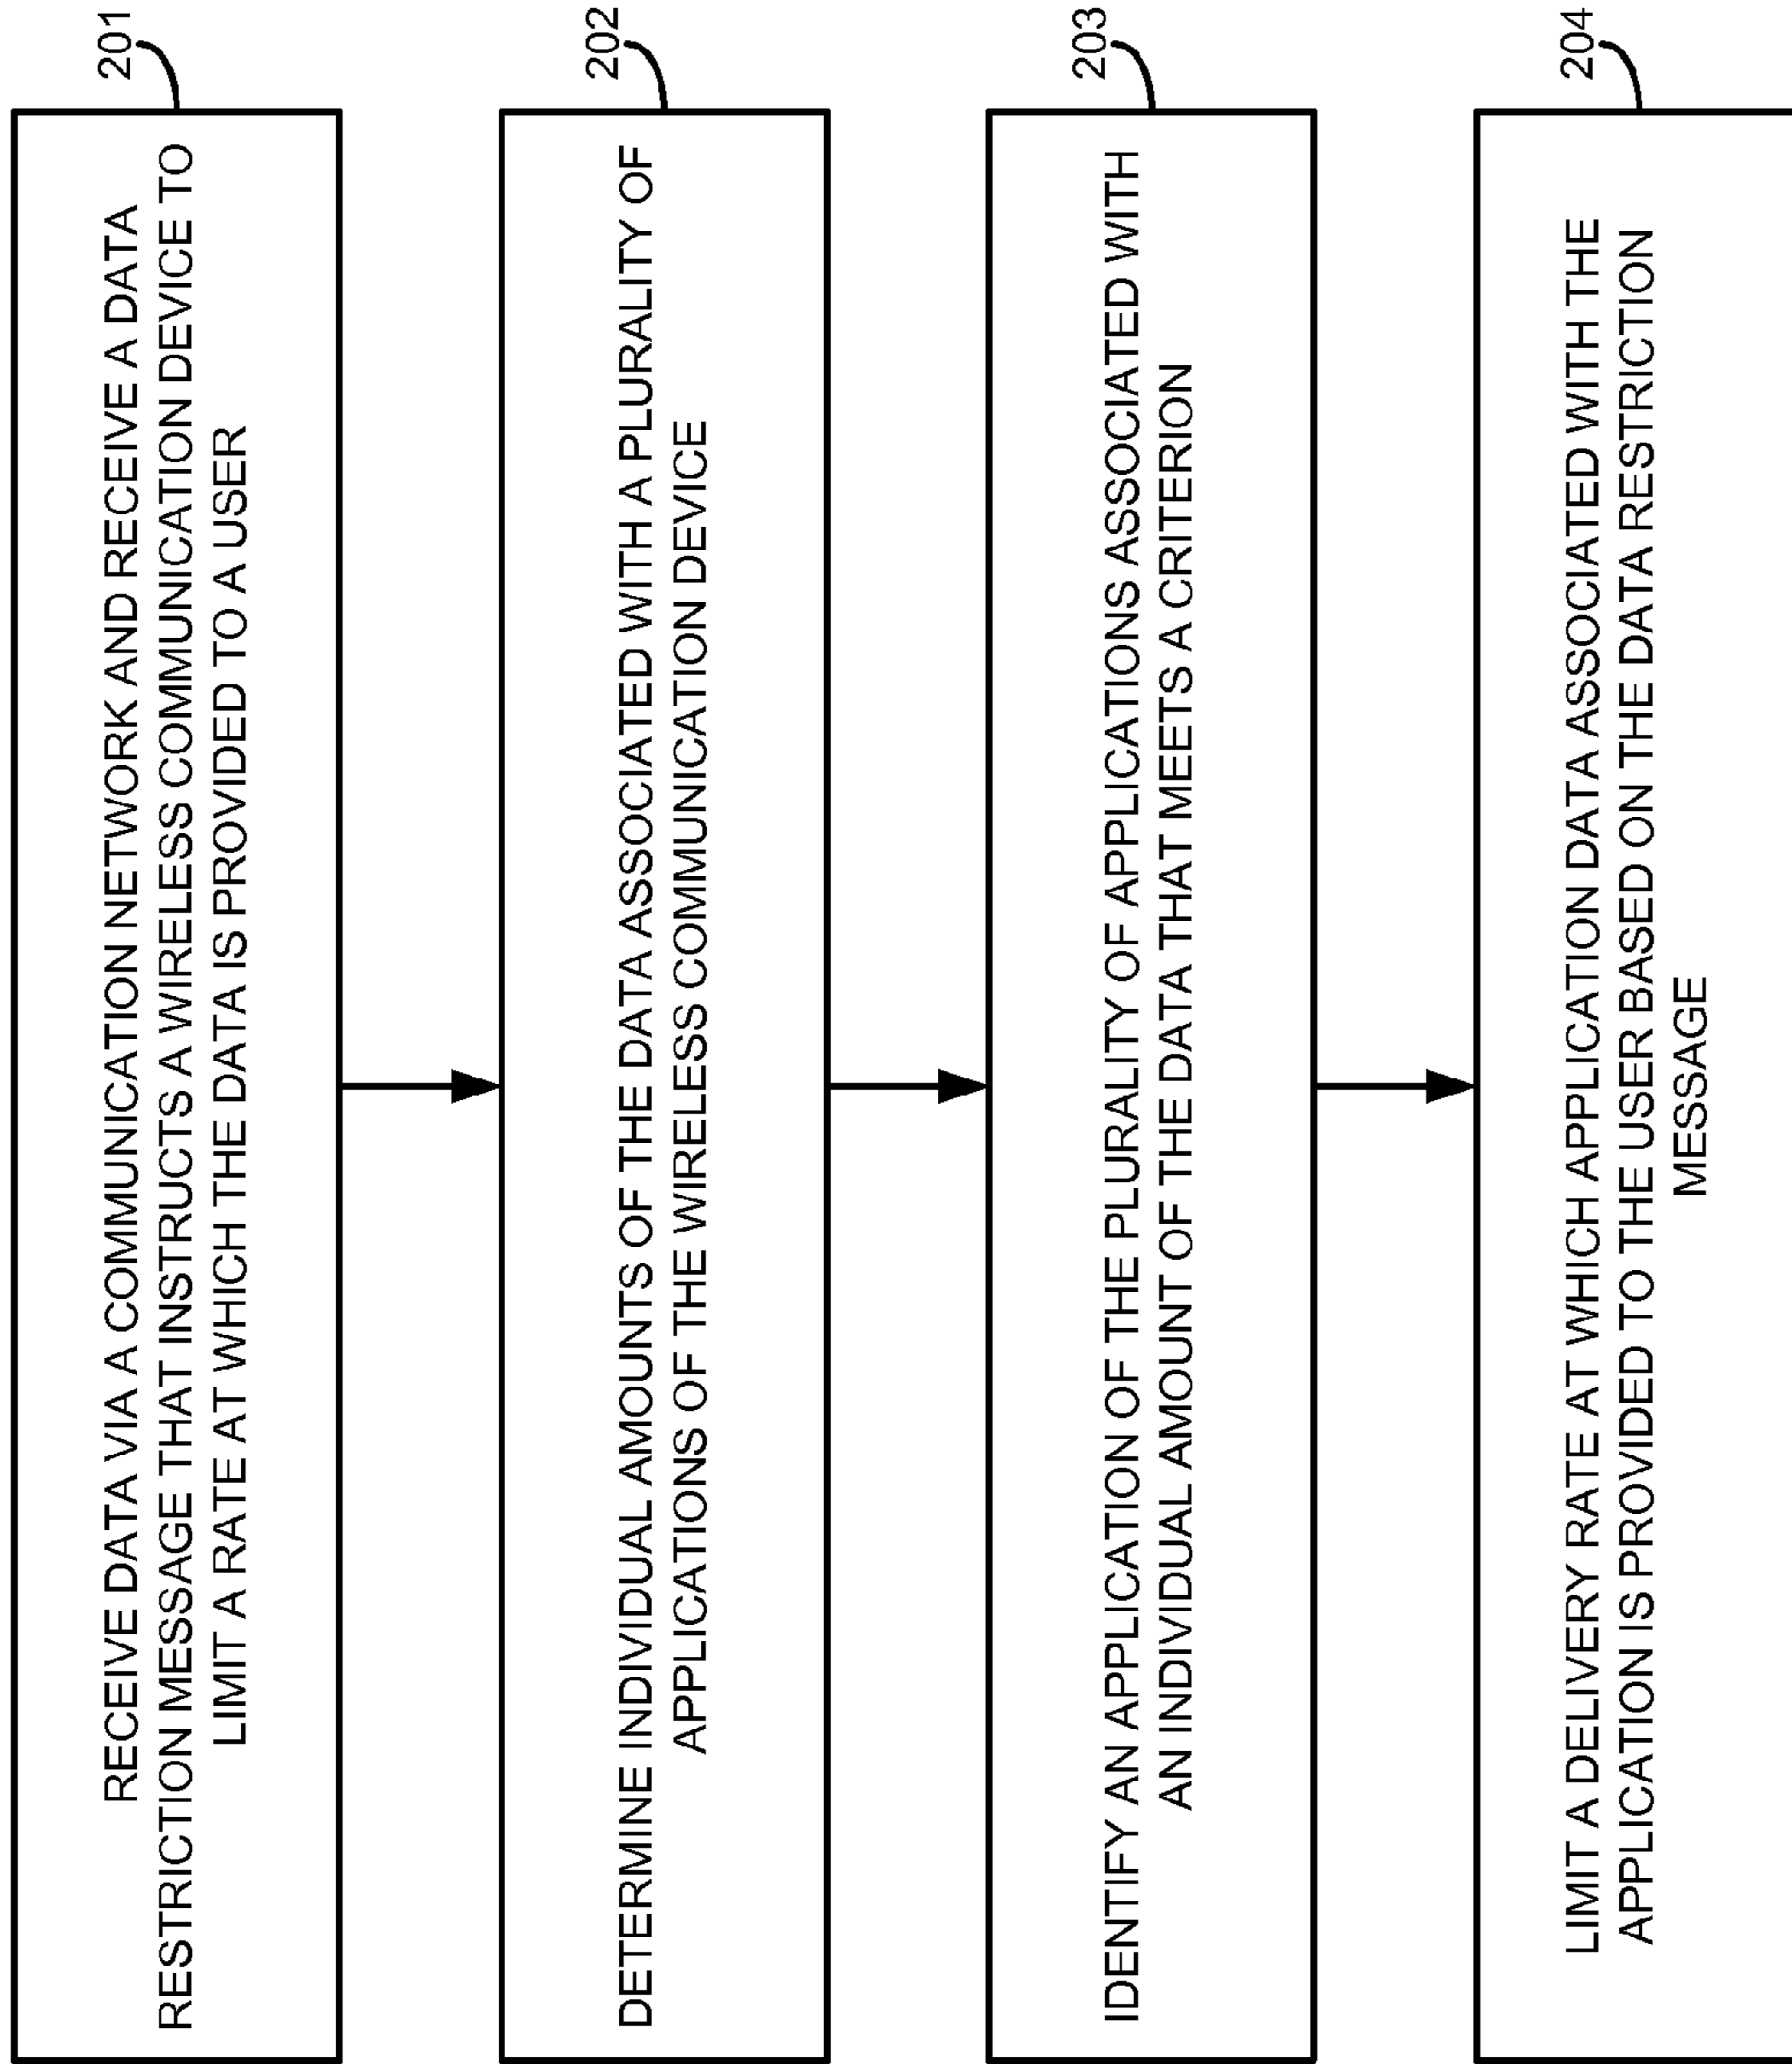 201
RECEIVE DATA VIA A COMMUNICATION NETWORK AND RECEIVE A DATA
RESTRICTION MESSAGE THAT INSTRUCTS A WIRELESS COMMUNICATION DEVICE TO
LIMIT A RATE AT WHICH THE DATA IS PROVIDED TO A USER
202
DETERMINE INDIVIDUAL AMOUNTS OF THE DATA ASSOCIATED WITH A PLURALITY OF
APPLICATIONS OF THE WIRELESS COMMUNICATION DEVICE
203
IDENTIFY AN APPLICATION OF THE PLURALITY OF APPLICATIONS ASSOCIATED WITH
AN INDIVIDUAL AMOUNT OF THE DATA THAT MEETS A CRITERION
204
LIMIT A DELIVERY RATE AT WHICH APPLICATION DATA ASSOCIATED WITH THE
APPLICATION IS PROVIDED TO THE USER BASED ON THE DATA RESTRICTION
MESSAGE